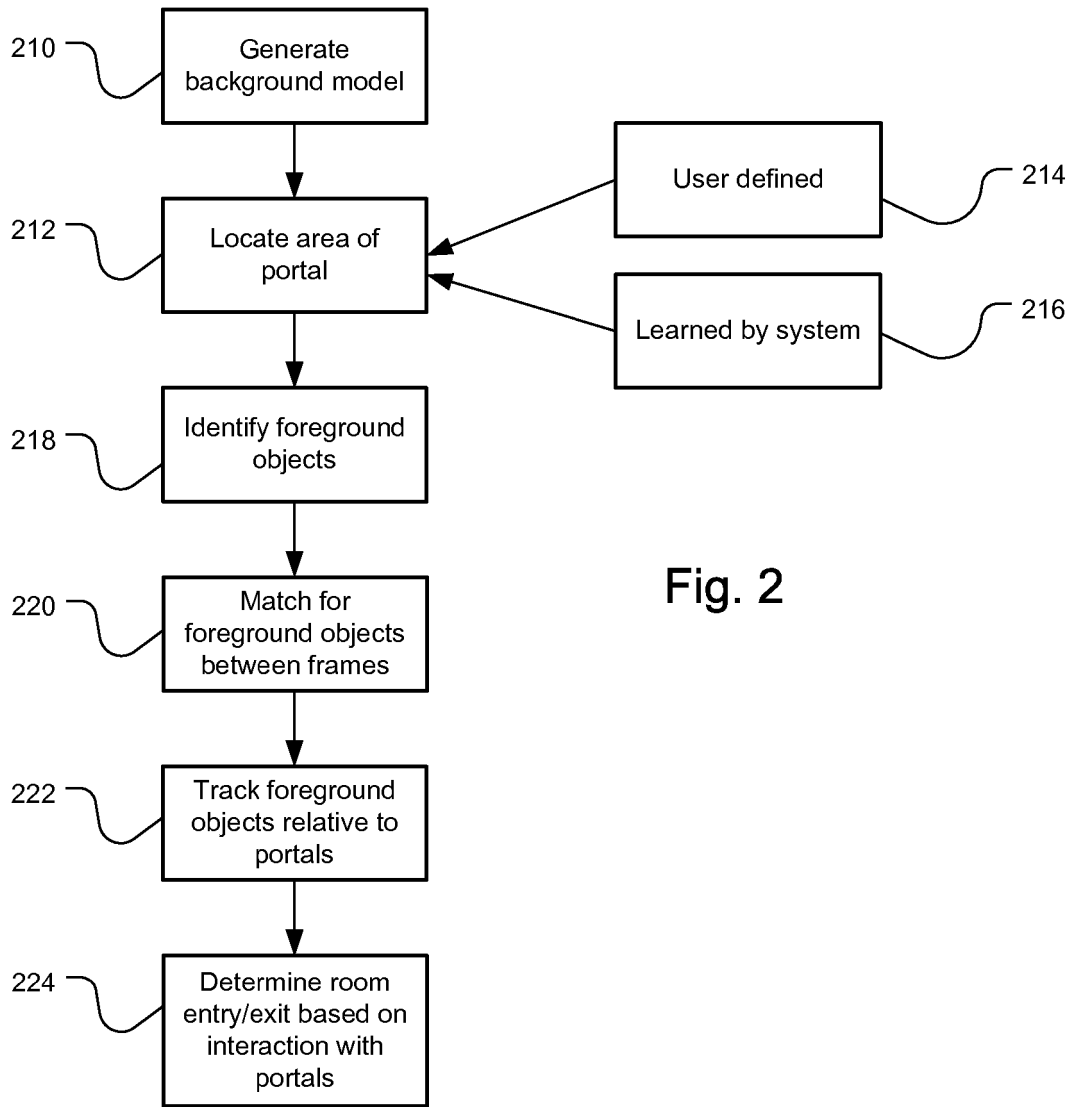 210
Generate
background model
212
Locate area of
portal
User defined
214
Learned by system
216
218
Identify foreground
objects
220
Match for
foreground objects
between frames
Fig. 2
222
Track foreground
objects relative to
portals
224
Determine room
entry/exit based on
interaction with
portals